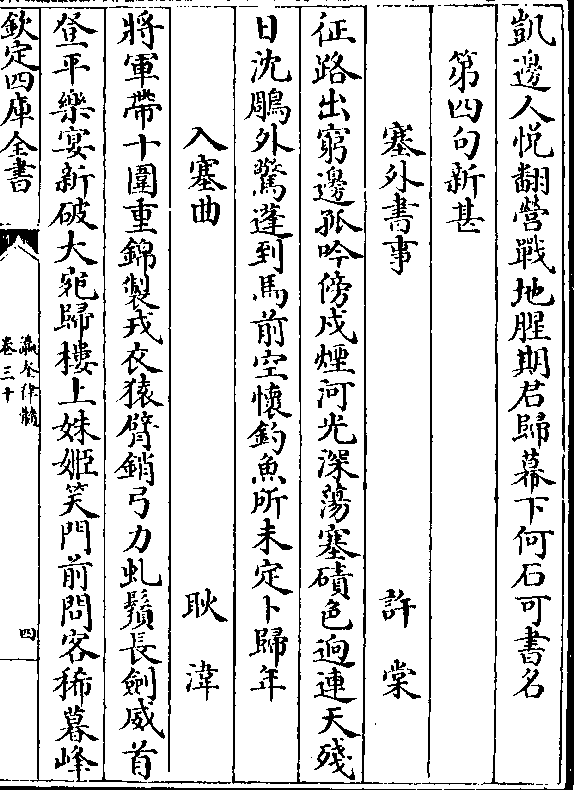 凱邊人悅翻營戰地腥期君歸幕下何石可書名
第四句新甚
塞外書事 許棠
征路出窮邊孤吟傍戍煙河光深蕩塞磧色迥連天殘
日沈鵰外驚蓬到馬前空懷釣魚所未定卜歸年
入塞曲 耿湋
將軍帶十圍重錦製戎衣猿臂銷弓力虬鬚長劍威首
登平樂宴新破大宛歸樓上姝姬笑門前問客稀暮峰
欽定四庫全書
瀛奎律髓
卷三十
四